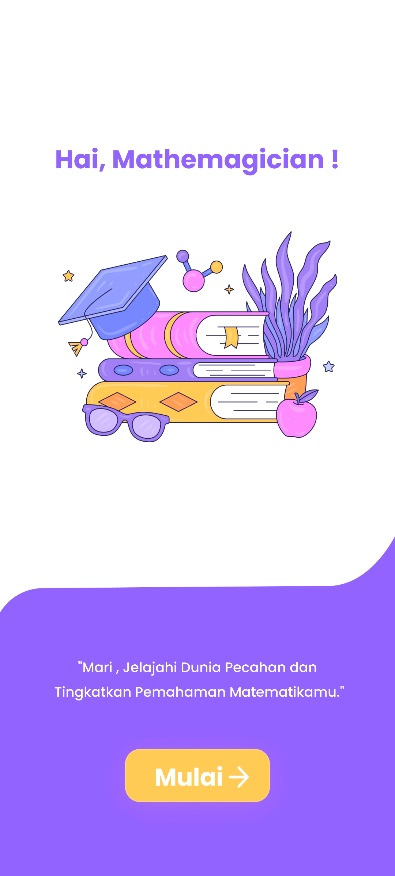 Hai, Mathemagician !
"Mari , Jelajahi Dunia Pecahan dan
Tingkatkan Pemahaman Matematikamu."
Mulai →